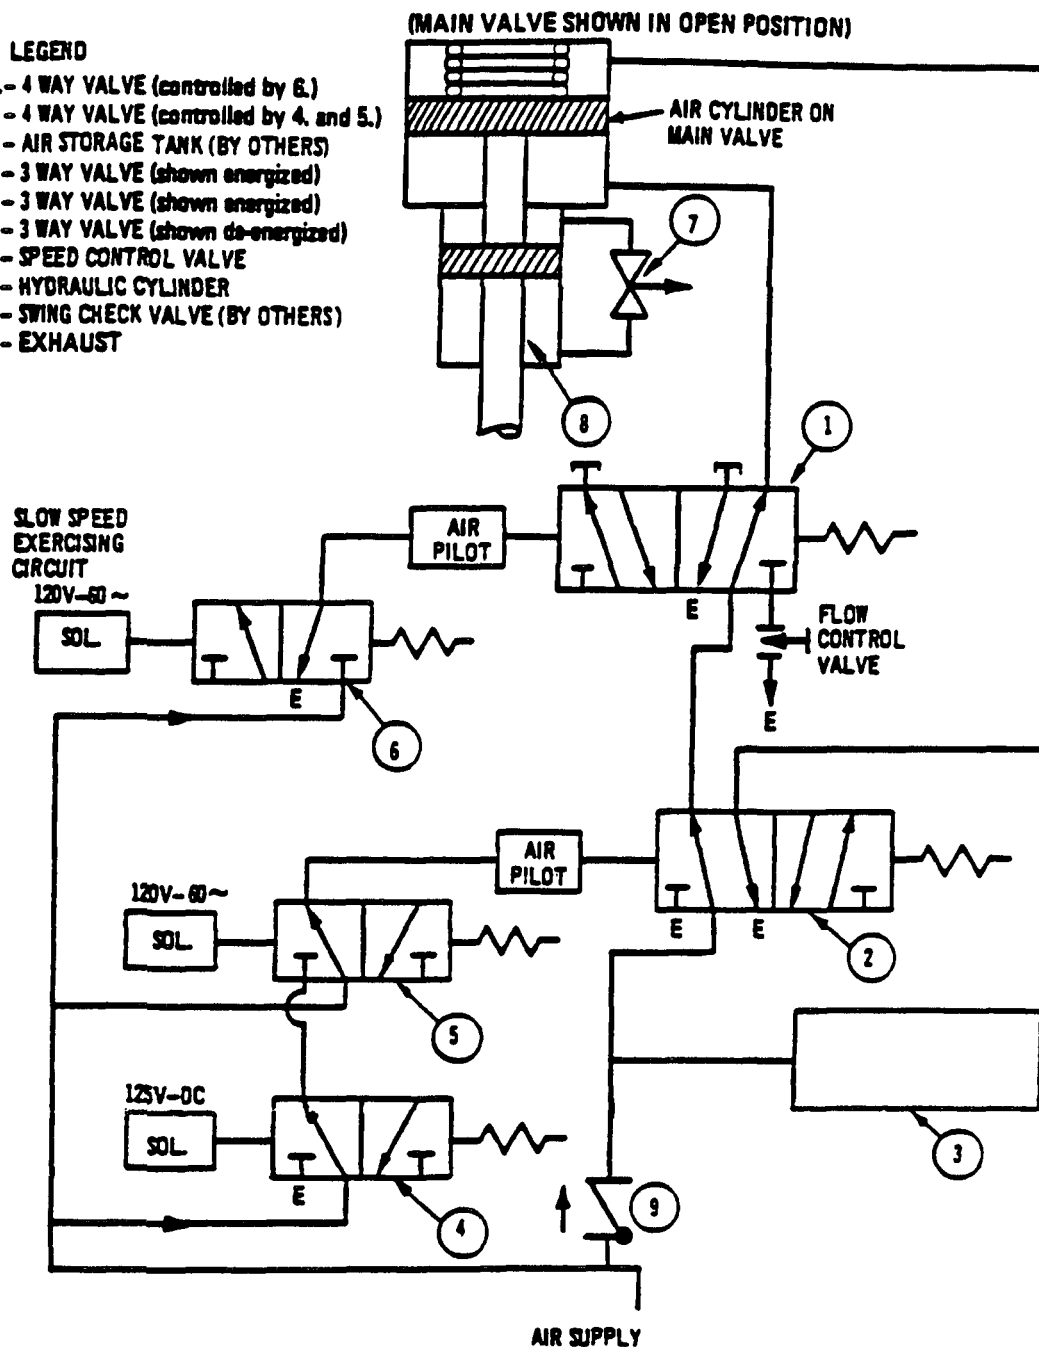 (MAIN VALVE SHOWN IN OPEN POSITION)
LEGEND
.- 4 WAY VALVE (controlled by 6.)
- 4 WAY VALVE (controlled by 4. and 5.)
- AIR STORAGE TANK (BY OTHERS)
- 3 WAY VALVE (shown energized)
- 3 WAY VALVE (shown energized)
- 3 WAY VALVE (shown de-energized)
- SPEED CONTROL VALVE
- HYDRAULIC CYLINDER
- SWING CHECK VALVE (BY OTHERS)
- EXHAUST
AIR CYLINDER ON
MAIN VALVE
7
8
1
SLOW SPEED
EXERCISING
CIRCUIT
120V-60~
SOL.
AIR
PILOT
E
FLOW
CONTROL
VALVE
E
E
6
AIR
PILOT
120V-60~
SOL.
E
E
2
5
125V-DC
SOL.
E
4
3
9
AIR SUPPLY